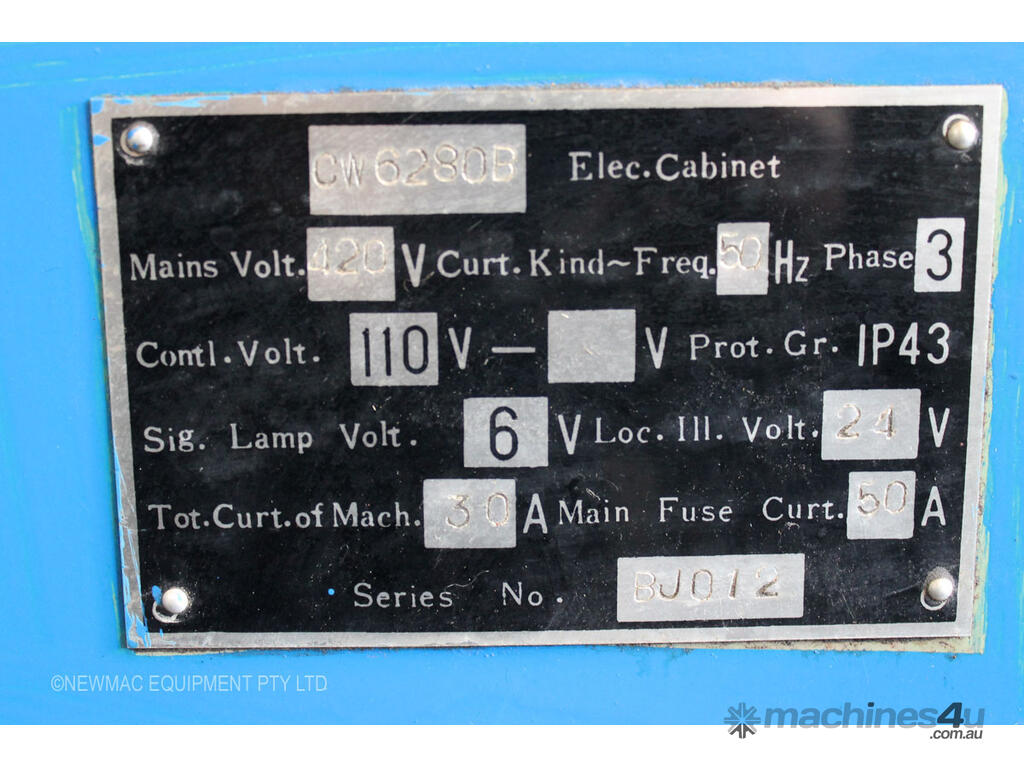 CW6280B Elec.Cabinet
Mains Volt. 420 V Curt. Kind~Freq. 50 Hz Phase 3
Contl.Volt. 110 V — V Prot.Gr. IP43
Sig. Lamp Volt. 6 V Loc. Ill. Volt. 24 V
Tot.Curt.of Mach. 30 A Main Fuse Curt. 50 A
Series No. BJ012
©NEWMAC EQUIPMENT PTY LTD
machines4u
.com.au